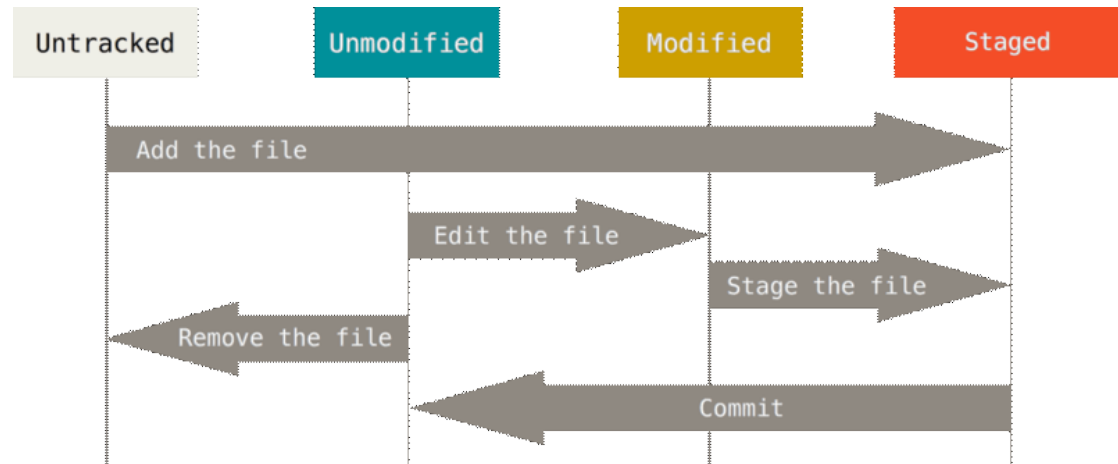 Untracked
Unmodified
Modified
Staged
Add the file
Edit the file
Stage the file
Remove the file
Commit